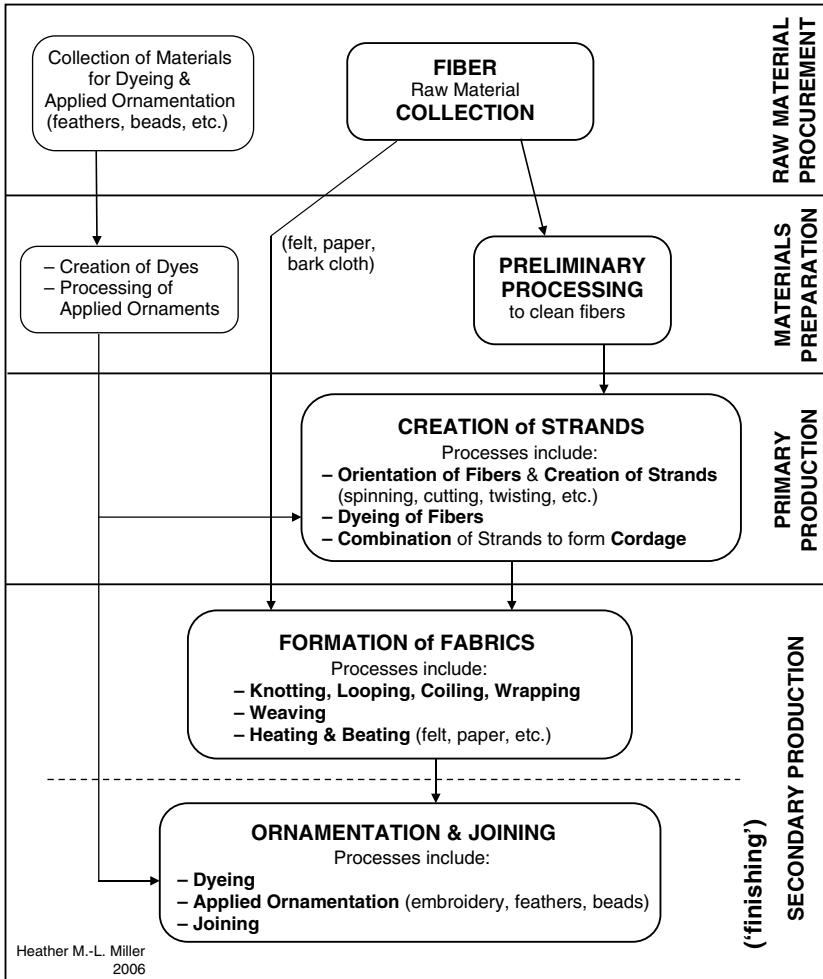 Collection of Materials
for Dyeing &
Applied Ornamentation
(feathers, beads, etc.)
FIBER
Raw Material
COLLECTION
RAW MATERIAL
PROCUREMENT
– Creation of Dyes
– Processing of
Applied Ornaments
(felt, paper,
bark cloth)
PRELIMINARY
PROCESSING
to clean fibers
MATERIALS
PREPARATION
CREATION of STRANDS
Processes include:
– Orientation of Fibers & Creation of Strands
(spinning, cutting, twisting, etc.)
– Dyeing of Fibers
– Combination of Strands to form Cordage
PRIMARY
PRODUCTION
FORMATION of FABRICS
Processes include:
– Knotting, Looping, Coiling, Wrapping
– Weaving
– Heating & Beating (felt, paper, etc.)
ORNAMENTATION & JOINING
Processes include:
– Dyeing
– Applied Ornamentation (embroidery, feathers, beads)
– Joining
('finishing')
SECONDARY PRODUCTION
Heather M.-L. Miller
2006